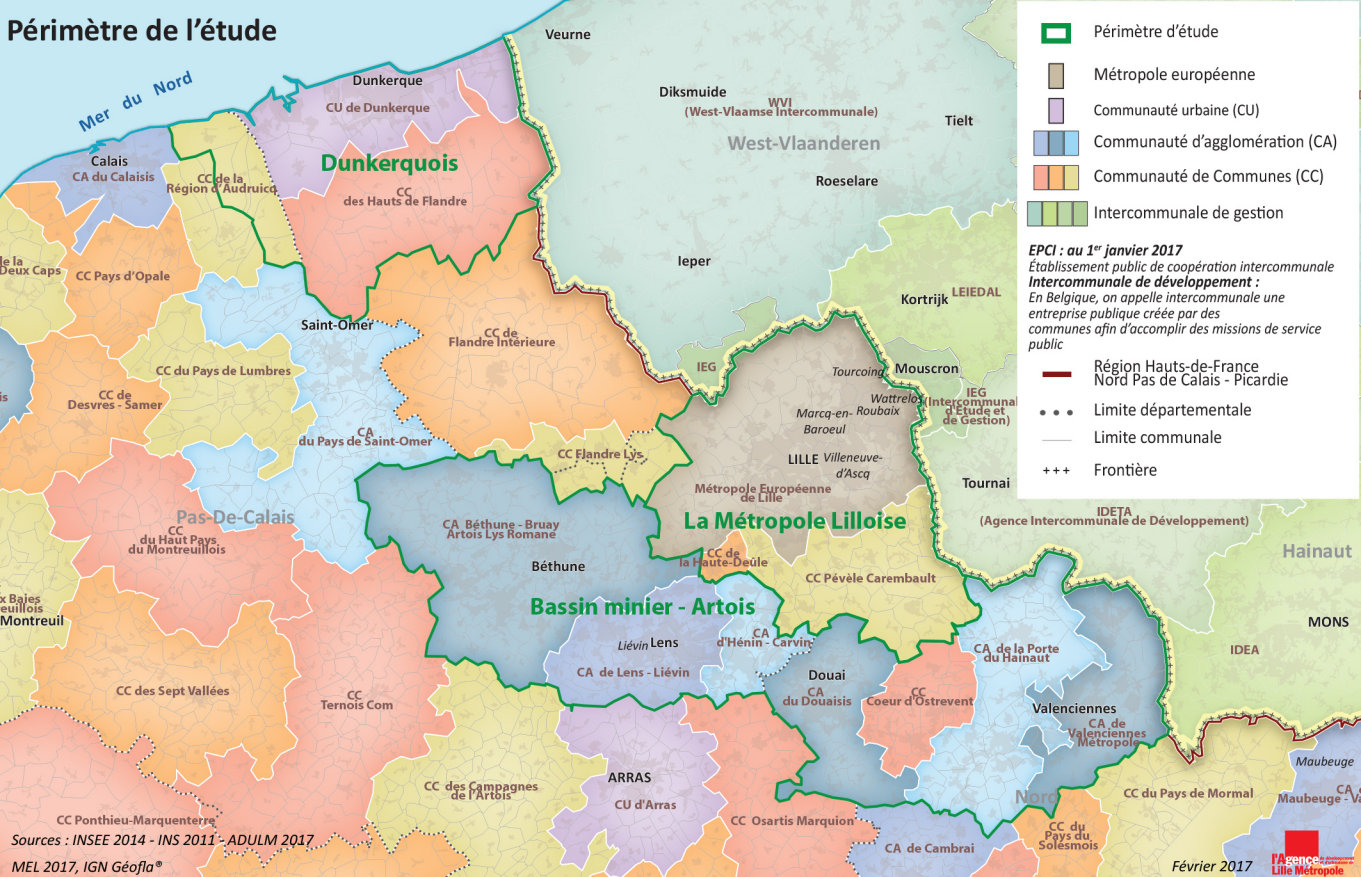 Périmètre de l'étude
Mer du Nord
Veurne
Dunkerque
CU de Dunkerque
Diksmuide
WVI
(West-Vlaamse Intercommunale)
Tielt
West-Vlaanderen
Roeselare
Calais
CA du Calaisis
CC de la
Région d'Audruicq
Dunkerquois
CC
des Hauts de Flandre
Ieper
de la
Deux Caps
CC Pays d'Opale
Kortrijk
LEIEDAL
Saint-Omer
CC de
Flandre Intérieure
IEG
Tourcoing
Mouscron
CC du Pays de Lumbres
CC de
Desvres - Samer
is
Wattrelos
Roubaix
Marcq-en-
Baroeul
IEG
(Intercommunal
d'Etude et
de Gestion)
CA
du Pays de Saint-Omer
CC Flandre Lys
LILLE
Villeneuve-
d'Ascq
Métropole Européenne
de Lille
Tournai
La Métropole Lilloise
IDETA
(Agence Intercommunale de Développement)
Hainaut
Pas-De-Calais
CC
du Haut Pays
du Montreuillois
CA Béthune - Bruay
Artois Lys Romane
Béthune
CC de
la Haute-Deûle
CC Pévèle Carembault
Bassin minier - Artois
x Baies
reuillois
Montreuil
Liévin
Lens
CA
d'Hénin - Carvin
CA de Lens - Liévin
CA de la Porte
du Hainaut
MONS
IDEA
CC des Sept Vallées
CC
Ternois Com
Douai
CA
du Douaisis
CC
Coeur d'Ostrevent
Valenciennes
CA de
Valenciennes
Métropole
ARRAS
CU d'Arras
CC des Campagnes
de l'Artois
Nord
CC du Pays de Mormal
Maubeuge
CA
Maubeuge - Va
CC Ponthieu-Marquenterre
CC Osartis Marquion
CA de Cambrai
CC du
Pays du
Solesmois
Périmètre d'étude
Métropole européenne
Communauté urbaine (CU)
Communauté d'agglomération (CA)
Communauté de Communes (CC)
Intercommunale de gestion
EPCI : au 1er janvier 2017
Établissement public de coopération intercommunale
Intercommunale de développement :
En Belgique, on appelle intercommunale une
entreprise publique créée par des
communes afin d'accomplir des missions de service
public
Région Hauts-de-France
Nord Pas de Calais - Picardie
Limite départementale
Limite communale
+++ Frontière
Sources : INSEE 2014 - INS 2011 - ADULM 2017
MEL 2017, IGN Géofla®
Février 2017
l'Agence
Lille Métropole